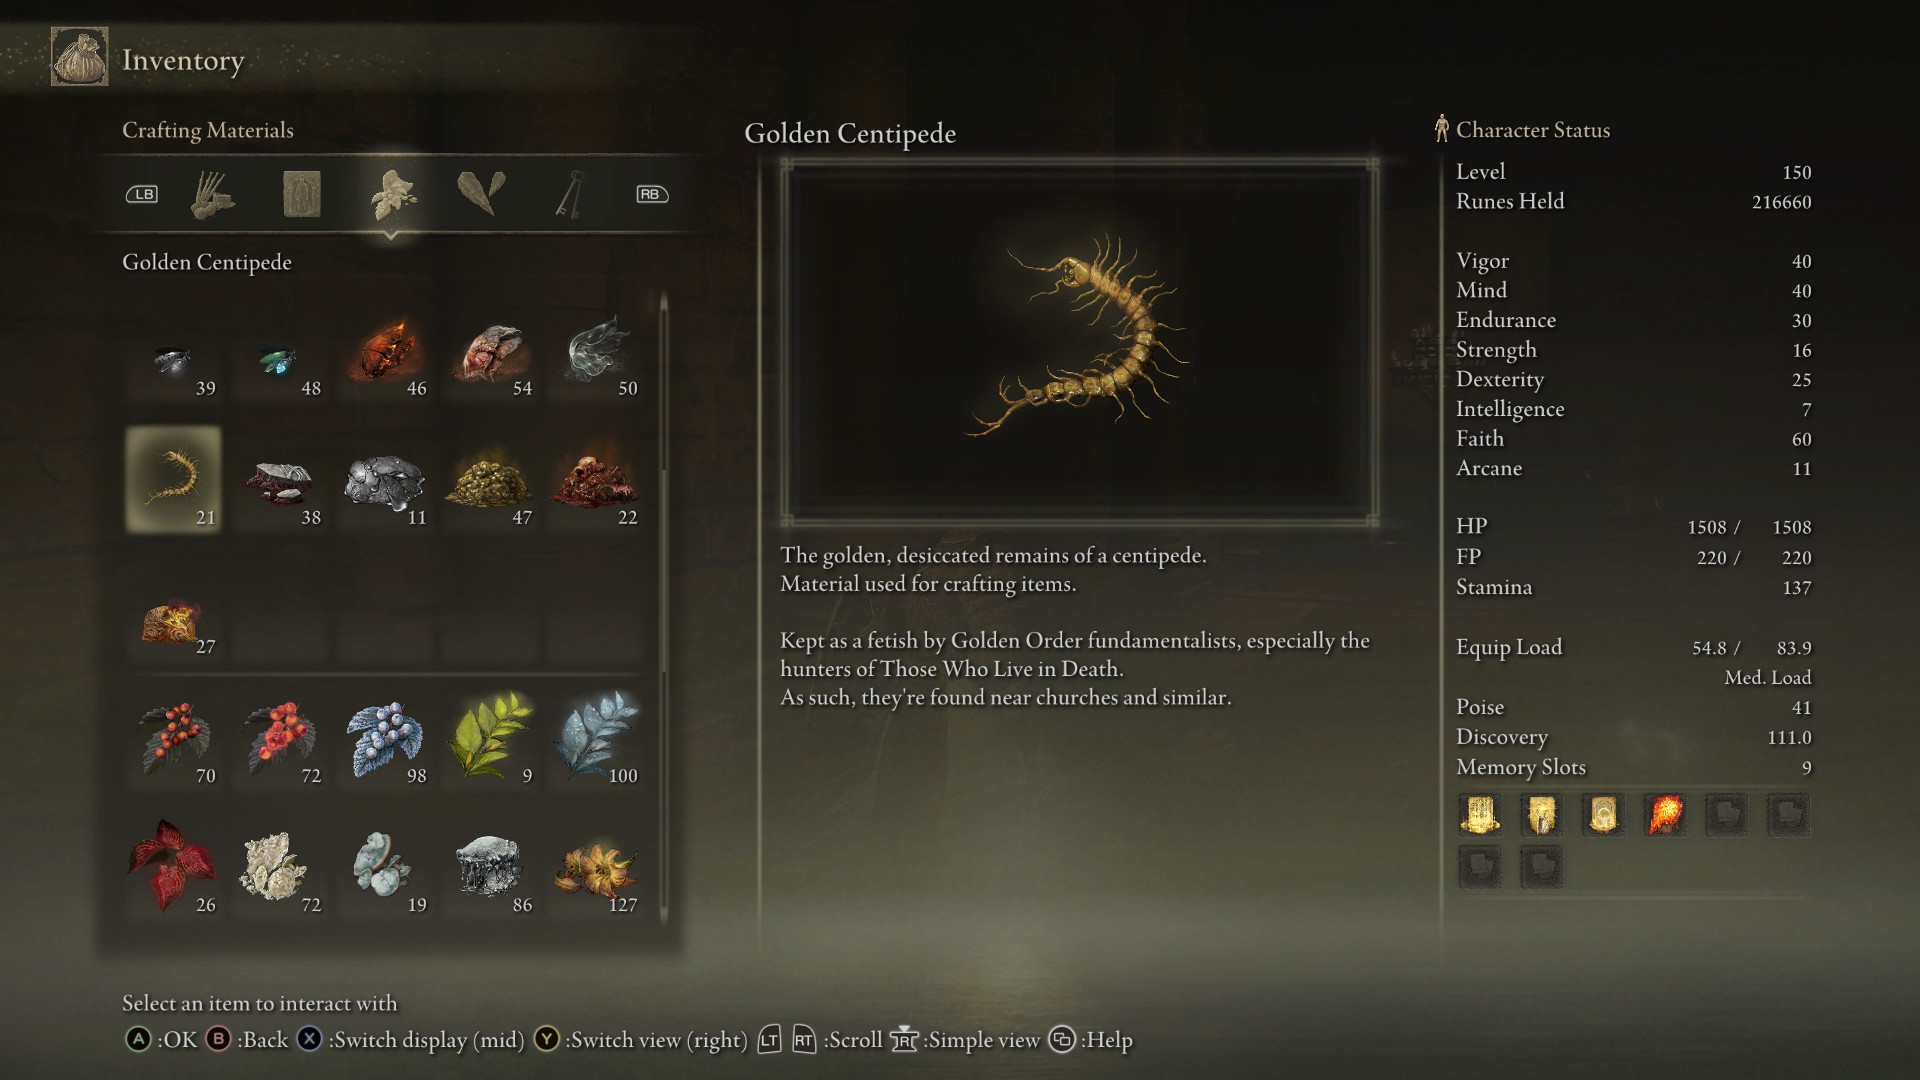 Inventory
Crafting Materials
LB
RB
Golden Centipede
39 48 46 54 50
21 38 11 47 22
27
70 72 98 9 100
26 72 19 86 127
Golden Centipede
The golden, desiccated remains of a centipede.
Material used for crafting items.
Kept as a fetish by Golden Order fundamentalists, especially the
hunters of Those Who Live in Death.
As such, they're found near churches and similar.
Character Status
Level 150
Runes Held 216660
Vigor 40
Mind 40
Endurance 30
Strength 16
Dexterity 25
Intelligence 7
Faith 60
Arcane 11
HP 1508 / 1508
FP 220 / 220
Stamina 137
Equip Load 54.8 / 83.9
Med. Load
Poise 41
Discovery 111.0
Memory Slots 9
Select an item to interact with
A :OK B :Back X :Switch display (mid) Y :Switch view (right) LT RT :Scroll R :Simple view :Help